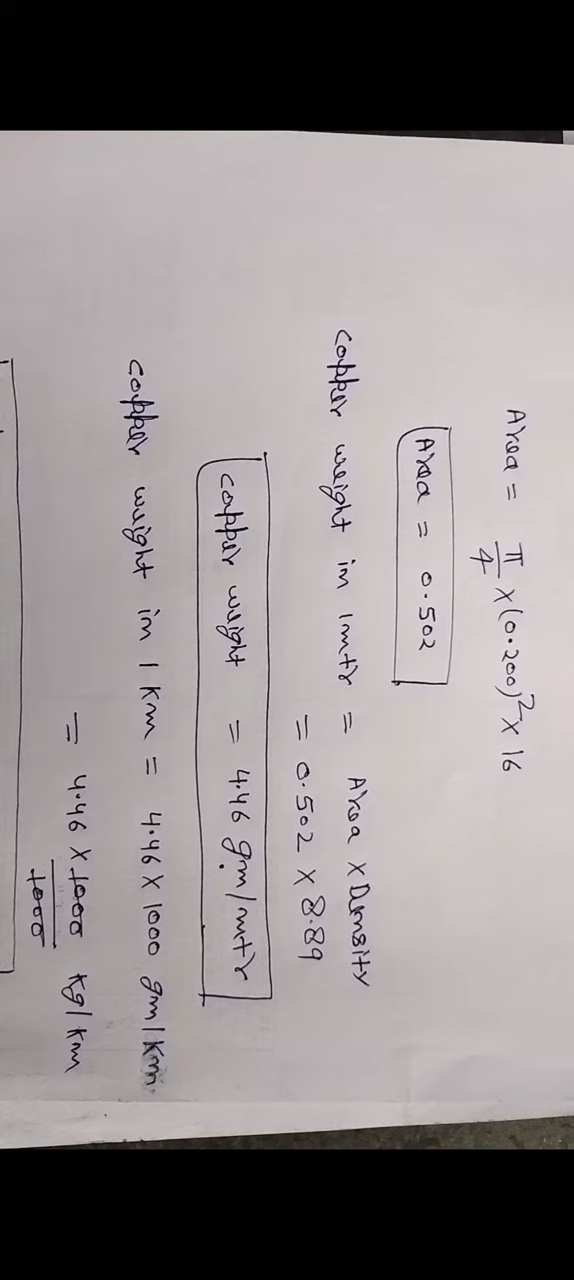 Area = π/4 × (0.200)² × 16
Area = 0.502
Copper weight in 1mtr = Area × Density
= 0.502 × 8.89
Copper weight = 4.46 gm/mtr
Copper weight in 1 km = 4.46 × 1000 gm/km.
= 4.46 × 1000/1000 kg/km